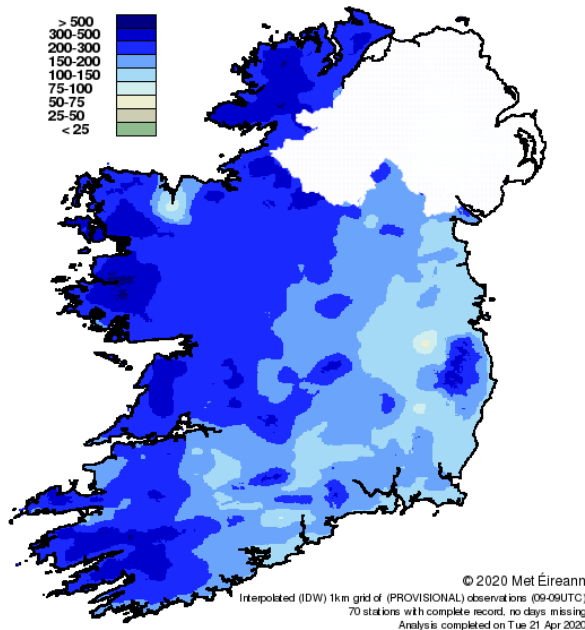 > 500
300-500
200-300
150-200
100-150
75-100
50-75
25-50
< 25
© 2020 Met Éireann
Interpolated (IDW) 1km grid of (PROVISIONAL) observations (09-09UTC)
70 stations with complete record, no days missing
Analysis completed on Tue 21 Apr 2020